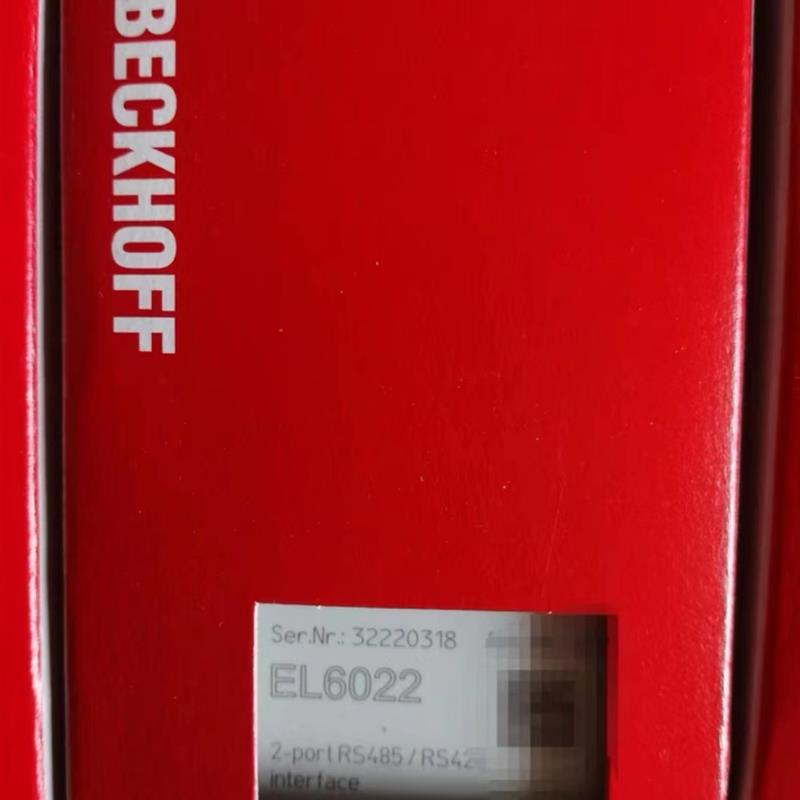 BECKHOFF
Ser.Nr.: 32220318
EL6022
2-port RS485 / RS42
interface